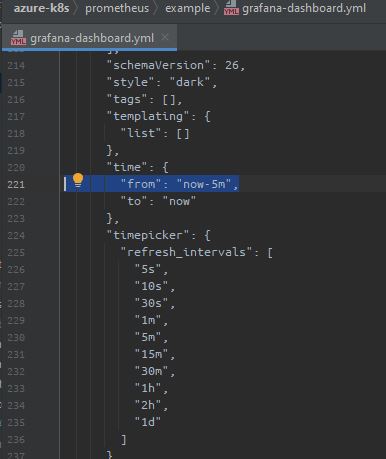 azure-k8s prometheus example grafana-dashboard.yml
grafana-dashboard.yml
214 "schemaVersion": 26,
215 "style": "dark",
216 "tags": [],
217 "templating": {
218 "list": []
219 },
220 "time": {
221 "from": "now-5m",
222 "to": "now"
223 },
224 "timepicker": {
225 "refresh_intervals": [
226 "5s",
227 "10s",
228 "30s",
229 "1m",
230 "5m",
231 "15m",
232 "30m",
233 "1h",
234 "2h",
235 "1d"
236 ]
237 }